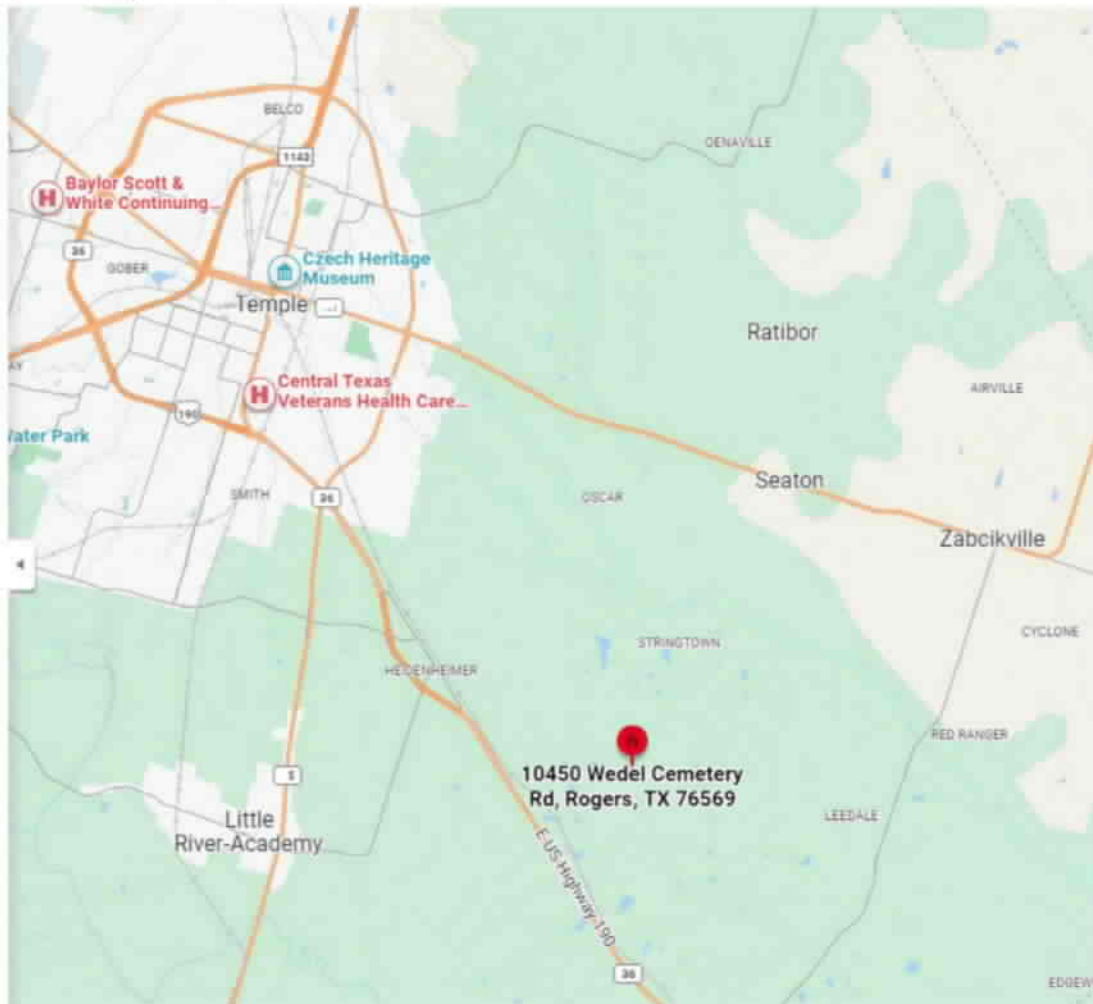 BELCO
OENAVILLE
1143
Baylor Scott &
White Continuing...
36
GOBER
Czech Heritage
Museum
Temple
Ratibor
AY
Central Texas
Veterans Health Care...
AIRVILLE
190
Water Park
Seaton
SMITH
36
OSCAR
Zabcikville
STRINGTOWN
CYCLONE
HEIDENHEIMER
RED RANGER
10450 Wedel Cemetery
Rd, Rogers, TX 76569
Little
River-Academy
LEEDALE
E US Highway 190
36
EDGEW